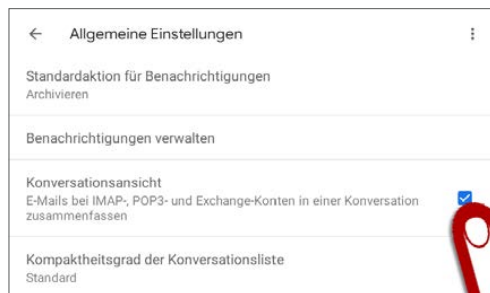 Allgemeine Einstellungen
Standardaktion für Benachrichtigungen
Archivieren
Benachrichtigungen verwalten
Konversationsansicht
E-Mails bei IMAP-, POP3- und Exchange-Konten in einer Konversation
zusammenfassen
Kompaktheitsgrad der Konversationsliste
Standard